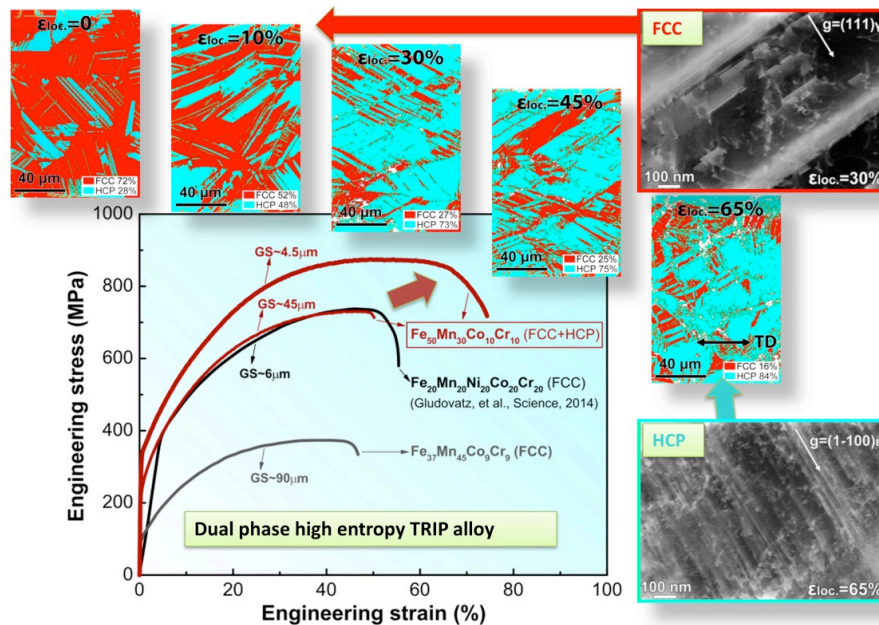 εloc.=0
40 μm
FCC 72%
HCP 28%
εloc.=10%
40 μm
FCC 52%
HCP 48%
εloc.=30%
40 μm
FCC 27%
HCP 73%
εloc.=45%
40 μm
FCC 25%
HCP 75%
FCC
g=(111)γ
100 nm
εloc.=30%
εloc.=65%
TD
40 μm
FCC 16%
HCP 84%
HCP
g=(1-100)ε
100 nm
εloc.=65%
Engineering stress (MPa)
1000
800
600
400
200
0
GS~4.5μm
GS~45μm
GS~6μm
GS~90μm
Fe50Mn30Co10Cr10 (FCC+HCP)
Fe20Mn20Ni20Co20Cr20 (FCC)
(Gludovatz, et al., Science, 2014)
Fe37Mn45Co9Cr9 (FCC)
Dual phase high entropy TRIP alloy
0 20 40 60 80 100
Engineering strain (%)